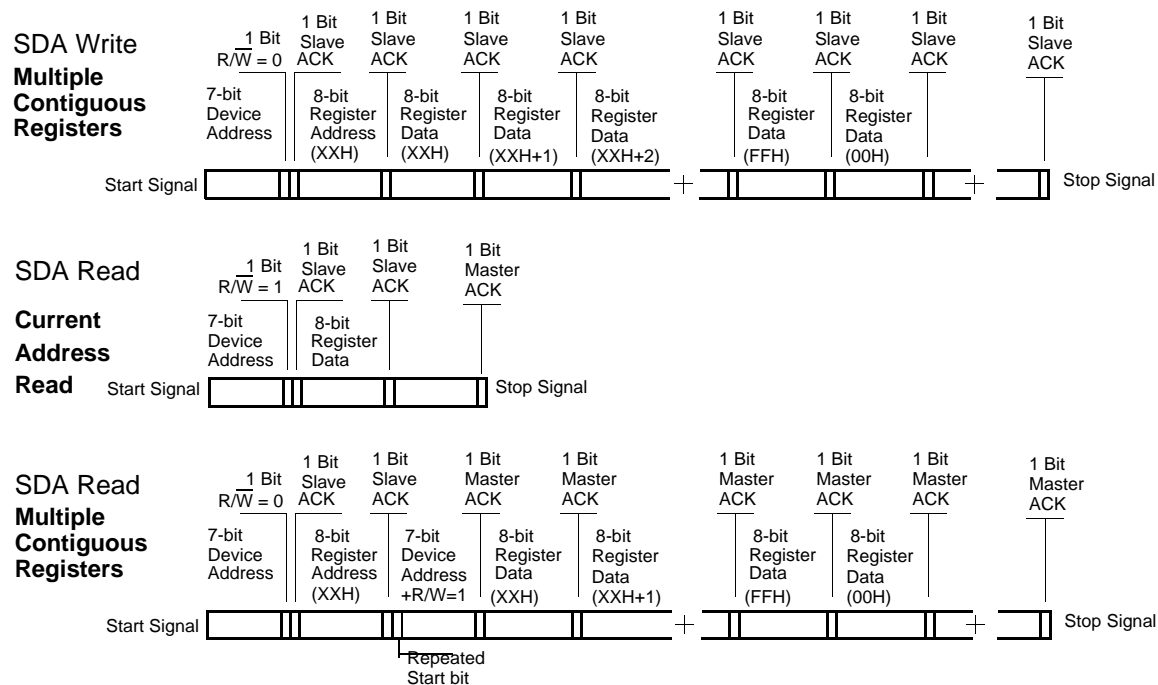 SDA Write
Multiple
Contiguous
Registers
1 Bit
R/W = 0
1 Bit
Slave
ACK
1 Bit
Slave
ACK
1 Bit
Slave
ACK
1 Bit
Slave
ACK
1 Bit
Slave
ACK
1 Bit
Slave
ACK
1 Bit
Slave
ACK
1 Bit
Slave
ACK
7-bit
Device
Address
8-bit
Register
Address
(XXH)
8-bit
Register
Data
(XXH)
8-bit
Register
Data
(XXH+1)
8-bit
Register
Data
(XXH+2)
8-bit
Register
Data
(FFH)
8-bit
Register
Data
(00H)
Start Signal
Stop Signal
SDA Read
Current
Address
Read
1 Bit
R/W = 1
1 Bit
Slave
ACK
1 Bit
Slave
ACK
1 Bit
Master
ACK
7-bit
Device
Address
8-bit
Register
Data
Start Signal
Stop Signal
SDA Read
Multiple
Contiguous
Registers
1 Bit
R/W = 0
1 Bit
Slave
ACK
1 Bit
Slave
ACK
1 Bit
Master
ACK
1 Bit
Master
ACK
1 Bit
Master
ACK
1 Bit
Master
ACK
1 Bit
Master
ACK
1 Bit
Master
ACK
7-bit
Device
Address
8-bit
Register
Address
(XXH)
7-bit
Device
Address
+R/W=1
8-bit
Register
Data
(XXH)
8-bit
Register
Data
(XXH+1)
8-bit
Register
Data
(FFH)
8-bit
Register
Data
(00H)
Start Signal
Stop Signal
Repeated
Start bit